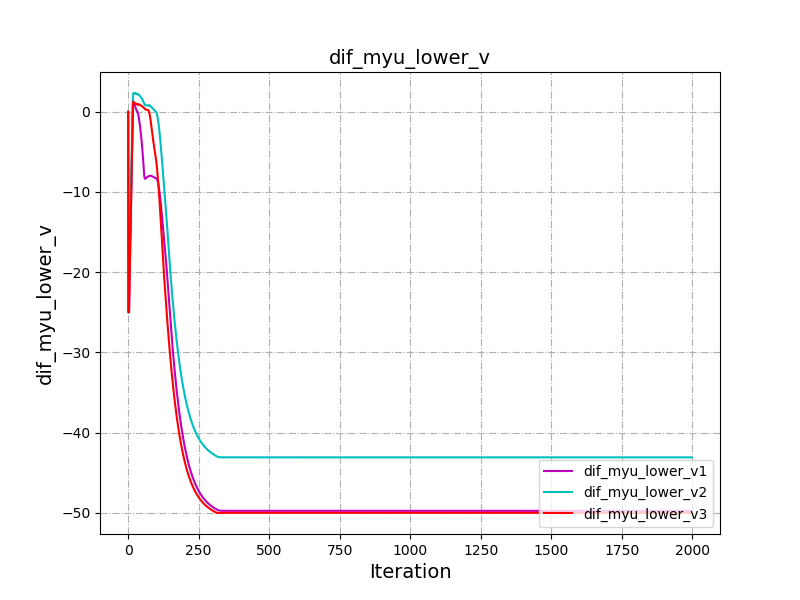 dif_myu_lower_v
dif_myu_lower_v
0
−10
−20
−30
−40
−50
0
250
500
750
1000
1250
1500
1750
2000
Iteration
dif_myu_lower_v1
dif_myu_lower_v2
dif_myu_lower_v3